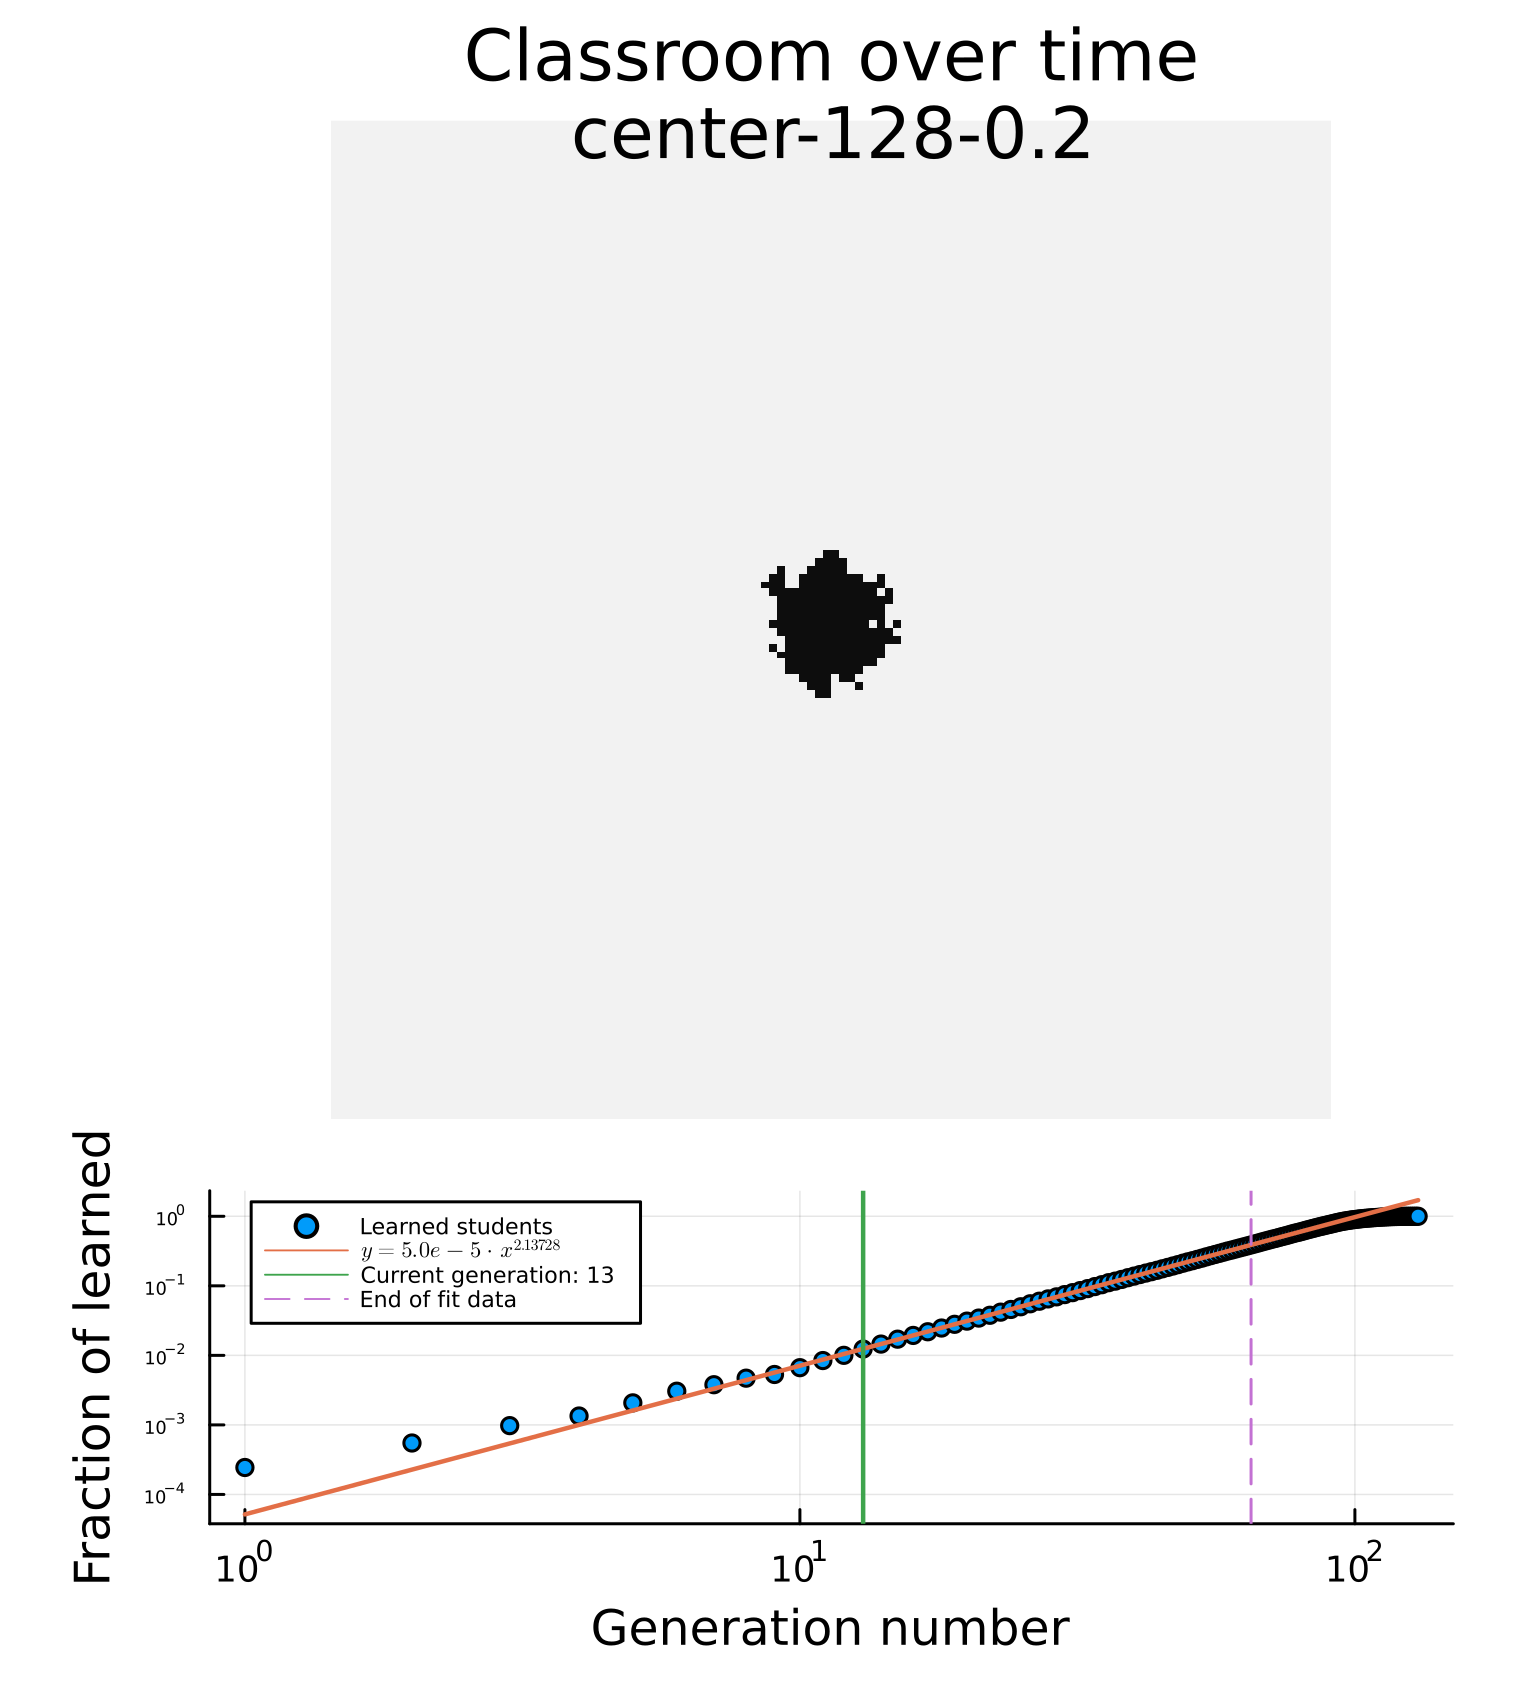 Classroom over time
center-128-0.2
Fraction of learned
10^0
10^−1
10^−2
10^−3
10^−4
Learned students
y = 5.0e − 5 · x^2.13728
Current generation: 13
End of fit data
10^0 10^1 10^2
Generation number